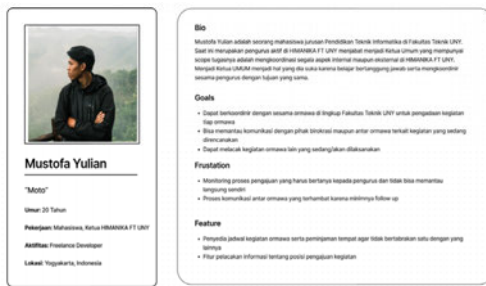 Mustofa Yulian
"Moto"
Umur: 20 Tahun
Pekerjaan: Mahasiswa, Ketua HIMANIKA FT UNY
Aktifitas: Freelance Developer
Lokasi: Yogyakarta, Indonesia
Bio
Mustofa Yulian adalah seorang mahasiswa jurusan Pendidikan Teknik Informatika di Fakultas Teknik UNY.
Saat ini merupakan pengurus aktif di HIMANIKA FT UNY menjabat menjadi Ketua Umum yang mempunyai
scope tugasnya adalah mengkoordinasi segala aspek internal maupun eksternal di HIMANIKA FT UNY.
Menjadi Ketua UMUM menjadi hal yang dia suka karena belajar bertanggung jawab serta mengkoordinir
sesama pengurus dengan tujuan yang sama.
Goals
• Dapat berkoordinir dengan sesama ormawa di lingkup Fakultas Teknik UNY untuk pengadaan kegiatan
tiap ormawa
• Bisa memantau komunikasi dengan pihak birokrasi maupun antar ormawa terkait kegiatan yang sedang
direncanakan
• Dapat melacak kegiatan ormawa lain yang sedang/akan dilaksanakan
Frustation
• Monitoring proses pengajuan yang harus bertanya kepada pengurus dan tidak bisa memantau
langsung sendiri
• Proses komunikasi antar ormawa yang terhambat karena minimnya follow up
Feature
• Penyedia jadwal kegiatan ormawa serta peminjaman tempat agar tidak bertabrakan satu dengan yang
lainnya
• Fitur pelacakan informasi tentang posisi pengajuan kegiatan